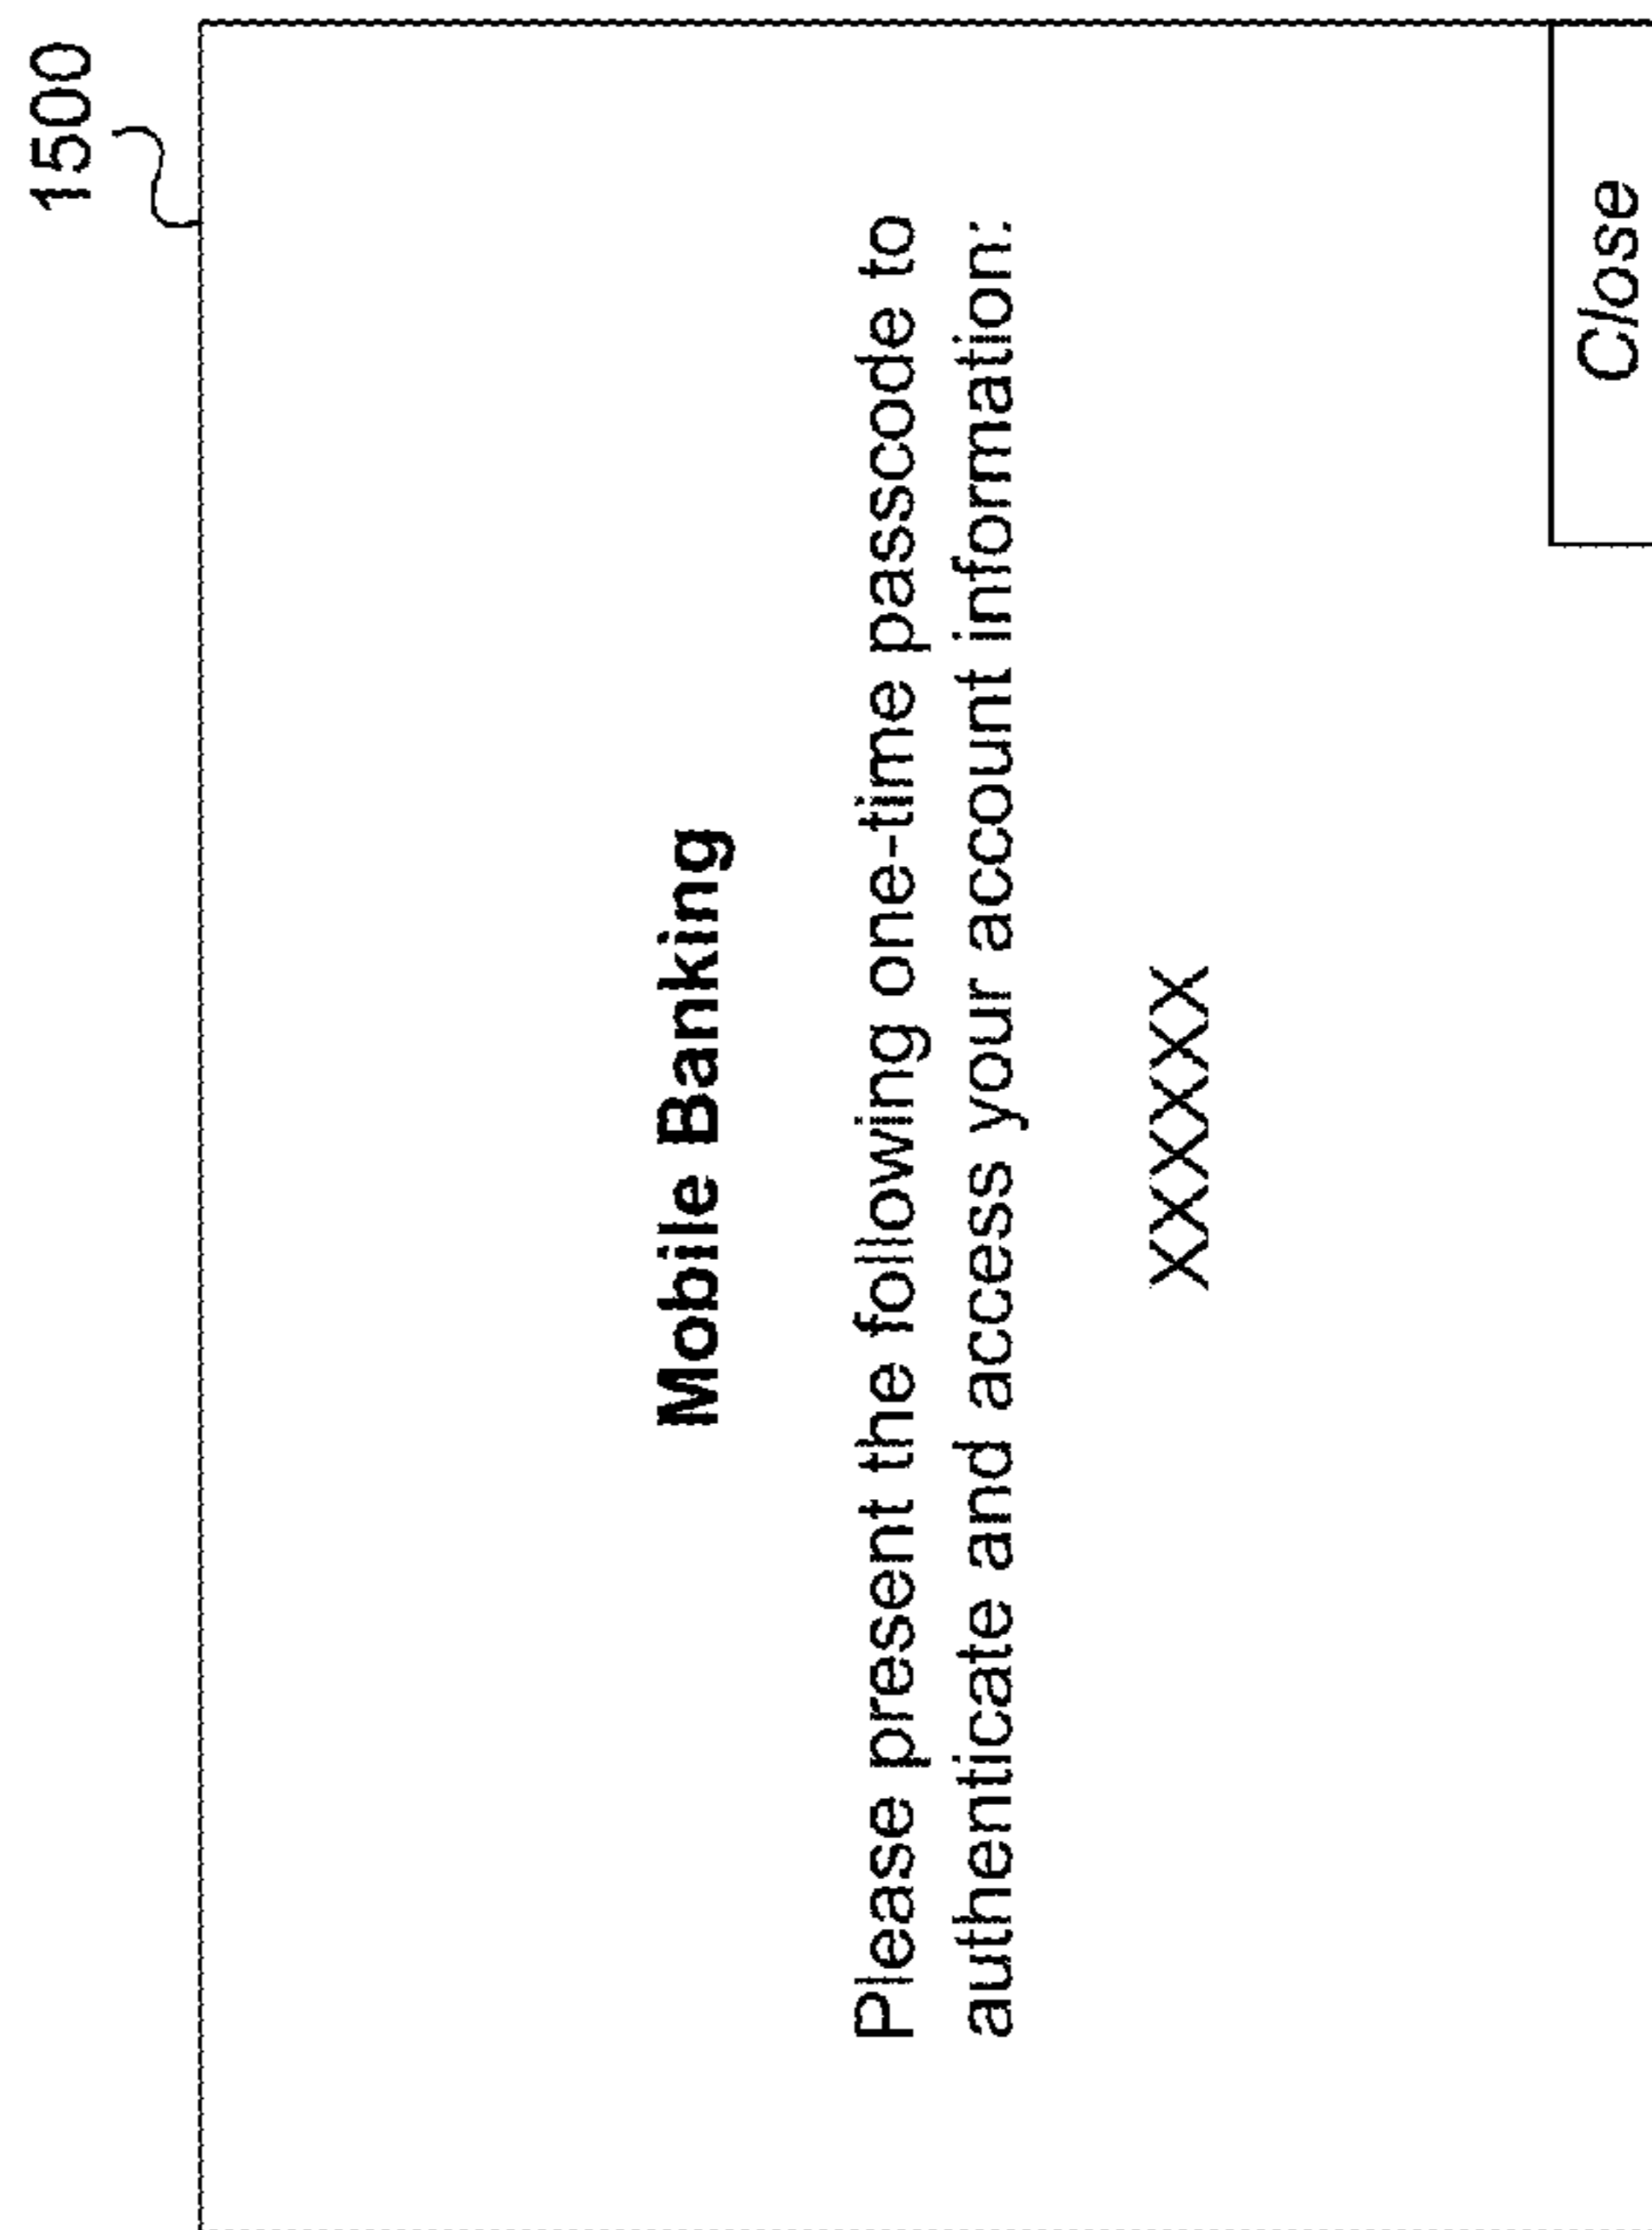 1500
Mobile Banking
Please present the following one-time passcode to
authenticate and access your account information:
XXXXXX
Close